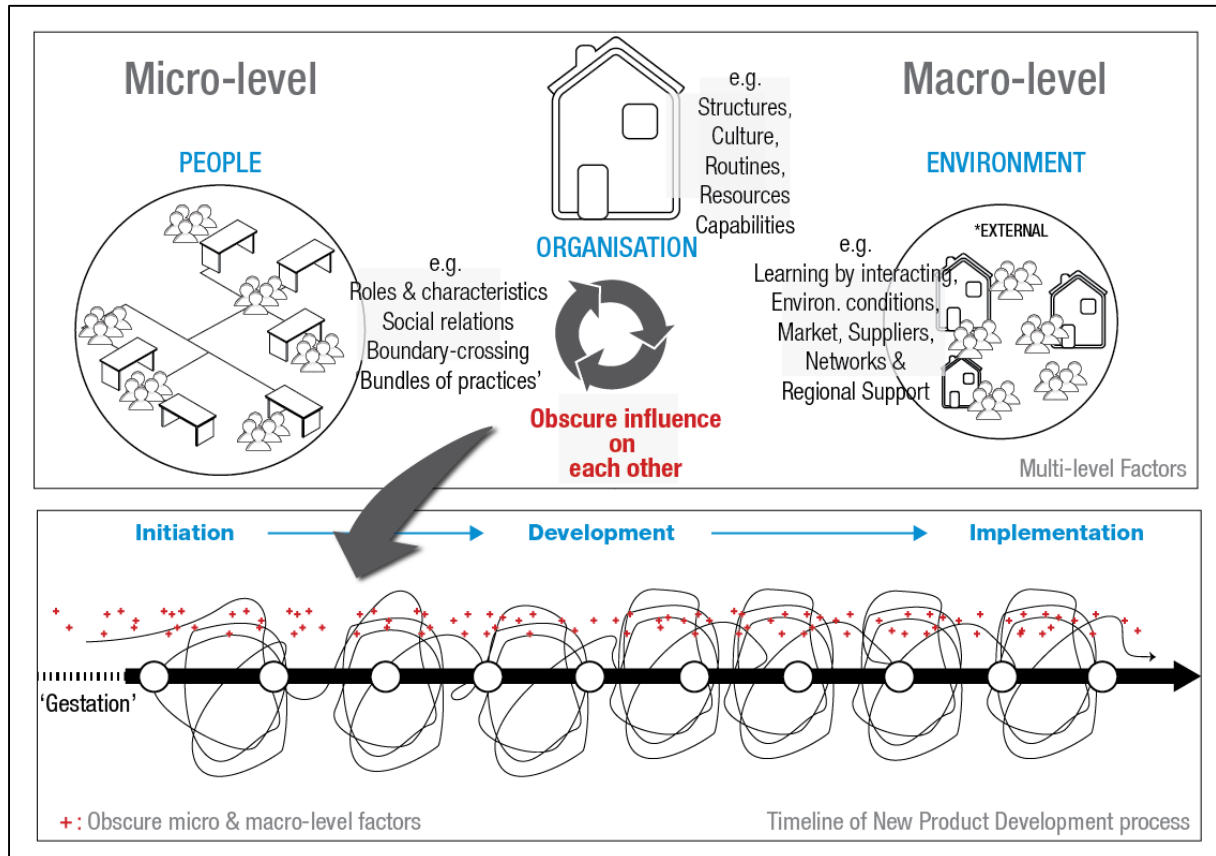 Micro-level
PEOPLE
e.g.
Roles & characteristics
Social relations
Boundary-crossing
‘Bundles of practices’
e.g.
Structures,
Culture,
Routines,
Resources
Capabilities
ORGANISATION
Obscure influence
on
each other
Macro-level
ENVIRONMENT
*EXTERNAL
e.g.
Learning by interacting,
Environ. conditions,
Market, Suppliers,
Networks &
Regional Support
Multi-level Factors
Initiation
Development
Implementation
‘Gestation’
+ : Obscure micro & macro-level factors
Timeline of New Product Development process